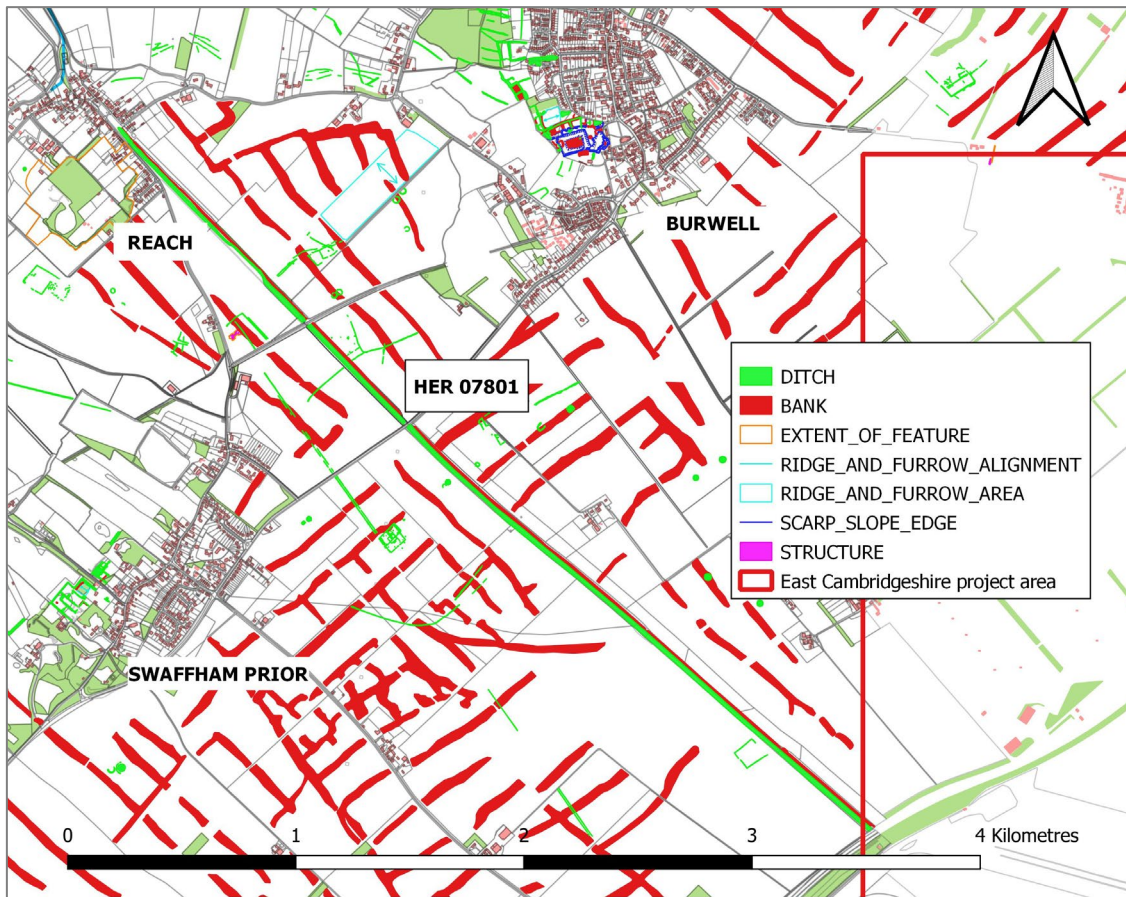 REACH
BURWELL
HER 07801
DITCH
BANK
EXTENT_OF_FEATURE
RIDGE_AND_FURROW_ALIGNMENT
RIDGE_AND_FURROW_AREA
SCARP_SLOPE_EDGE
STRUCTURE
East Cambridgeshire project area
SWAFFHAM PRIOR
0 1 2 3 4 Kilometres